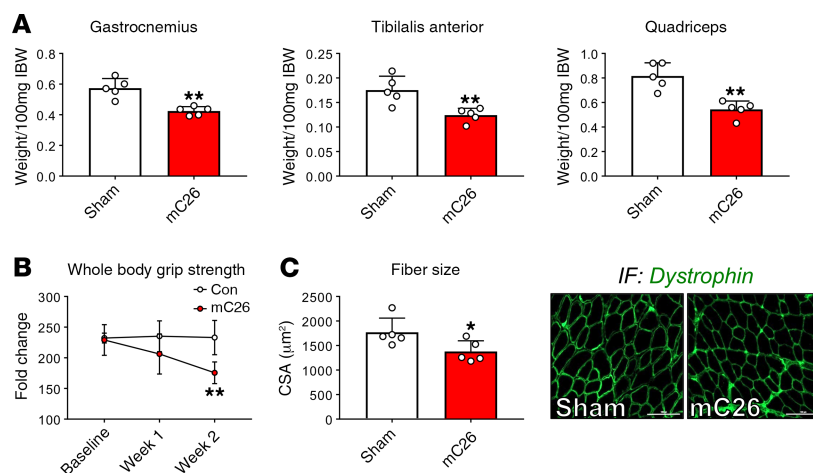 A
Gastrocnemius
Weight/100mg IBW
0.8
0.6
0.4
0.2
0.0
**
Sham
mC26
Tibilalis anterior
Weight/100mg IBW
0.25
0.20
0.15
0.10
0.05
0.00
**
Sham
mC26
Quadriceps
Weight/100mg IBW
1.0
0.8
0.6
0.4
0.2
0.0
**
Sham
mC26
B
Whole body grip strength
Con
mC26
Fold change
300
250
200
150
100
**
Baseline
Week 1
Week 2
C
Fiber size
CSA (µm²)
2500
2000
1500
1000
500
0
*
Sham
mC26
IF: Dystrophin
Sham
mC26